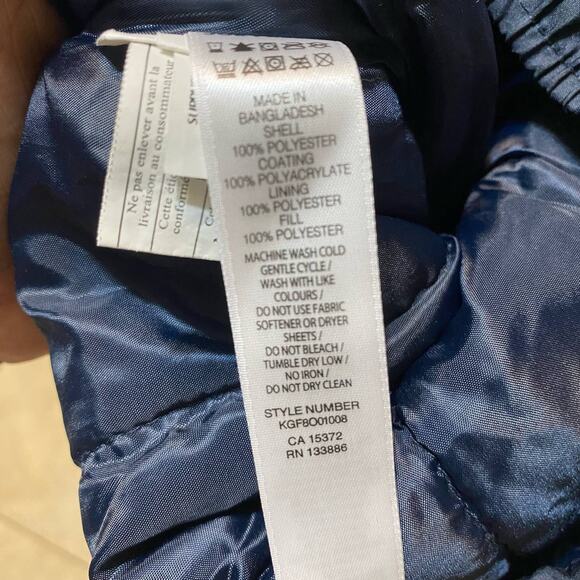 MADE IN
BANGLADESH
SHELL
100% POLYESTER
COATING
100% POLYACRYLATE
LINING
100% POLYESTER
FILL
100% POLYESTER
MACHINE WASH COLD
GENTLE CYCLE /
WASH WITH LIKE
COLOURS /
DO NOT USE FABRIC
SOFTENER OR DRYER
SHEETS /
DO NOT BLEACH /
TUMBLE DRY LOW /
NO IRON /
DO NOT DRY CLEAN
STYLE NUMBER
KGF8O01008
CA 15372
RN 133886
Ne pas enlever avant la
livraison au consommateur
Cette